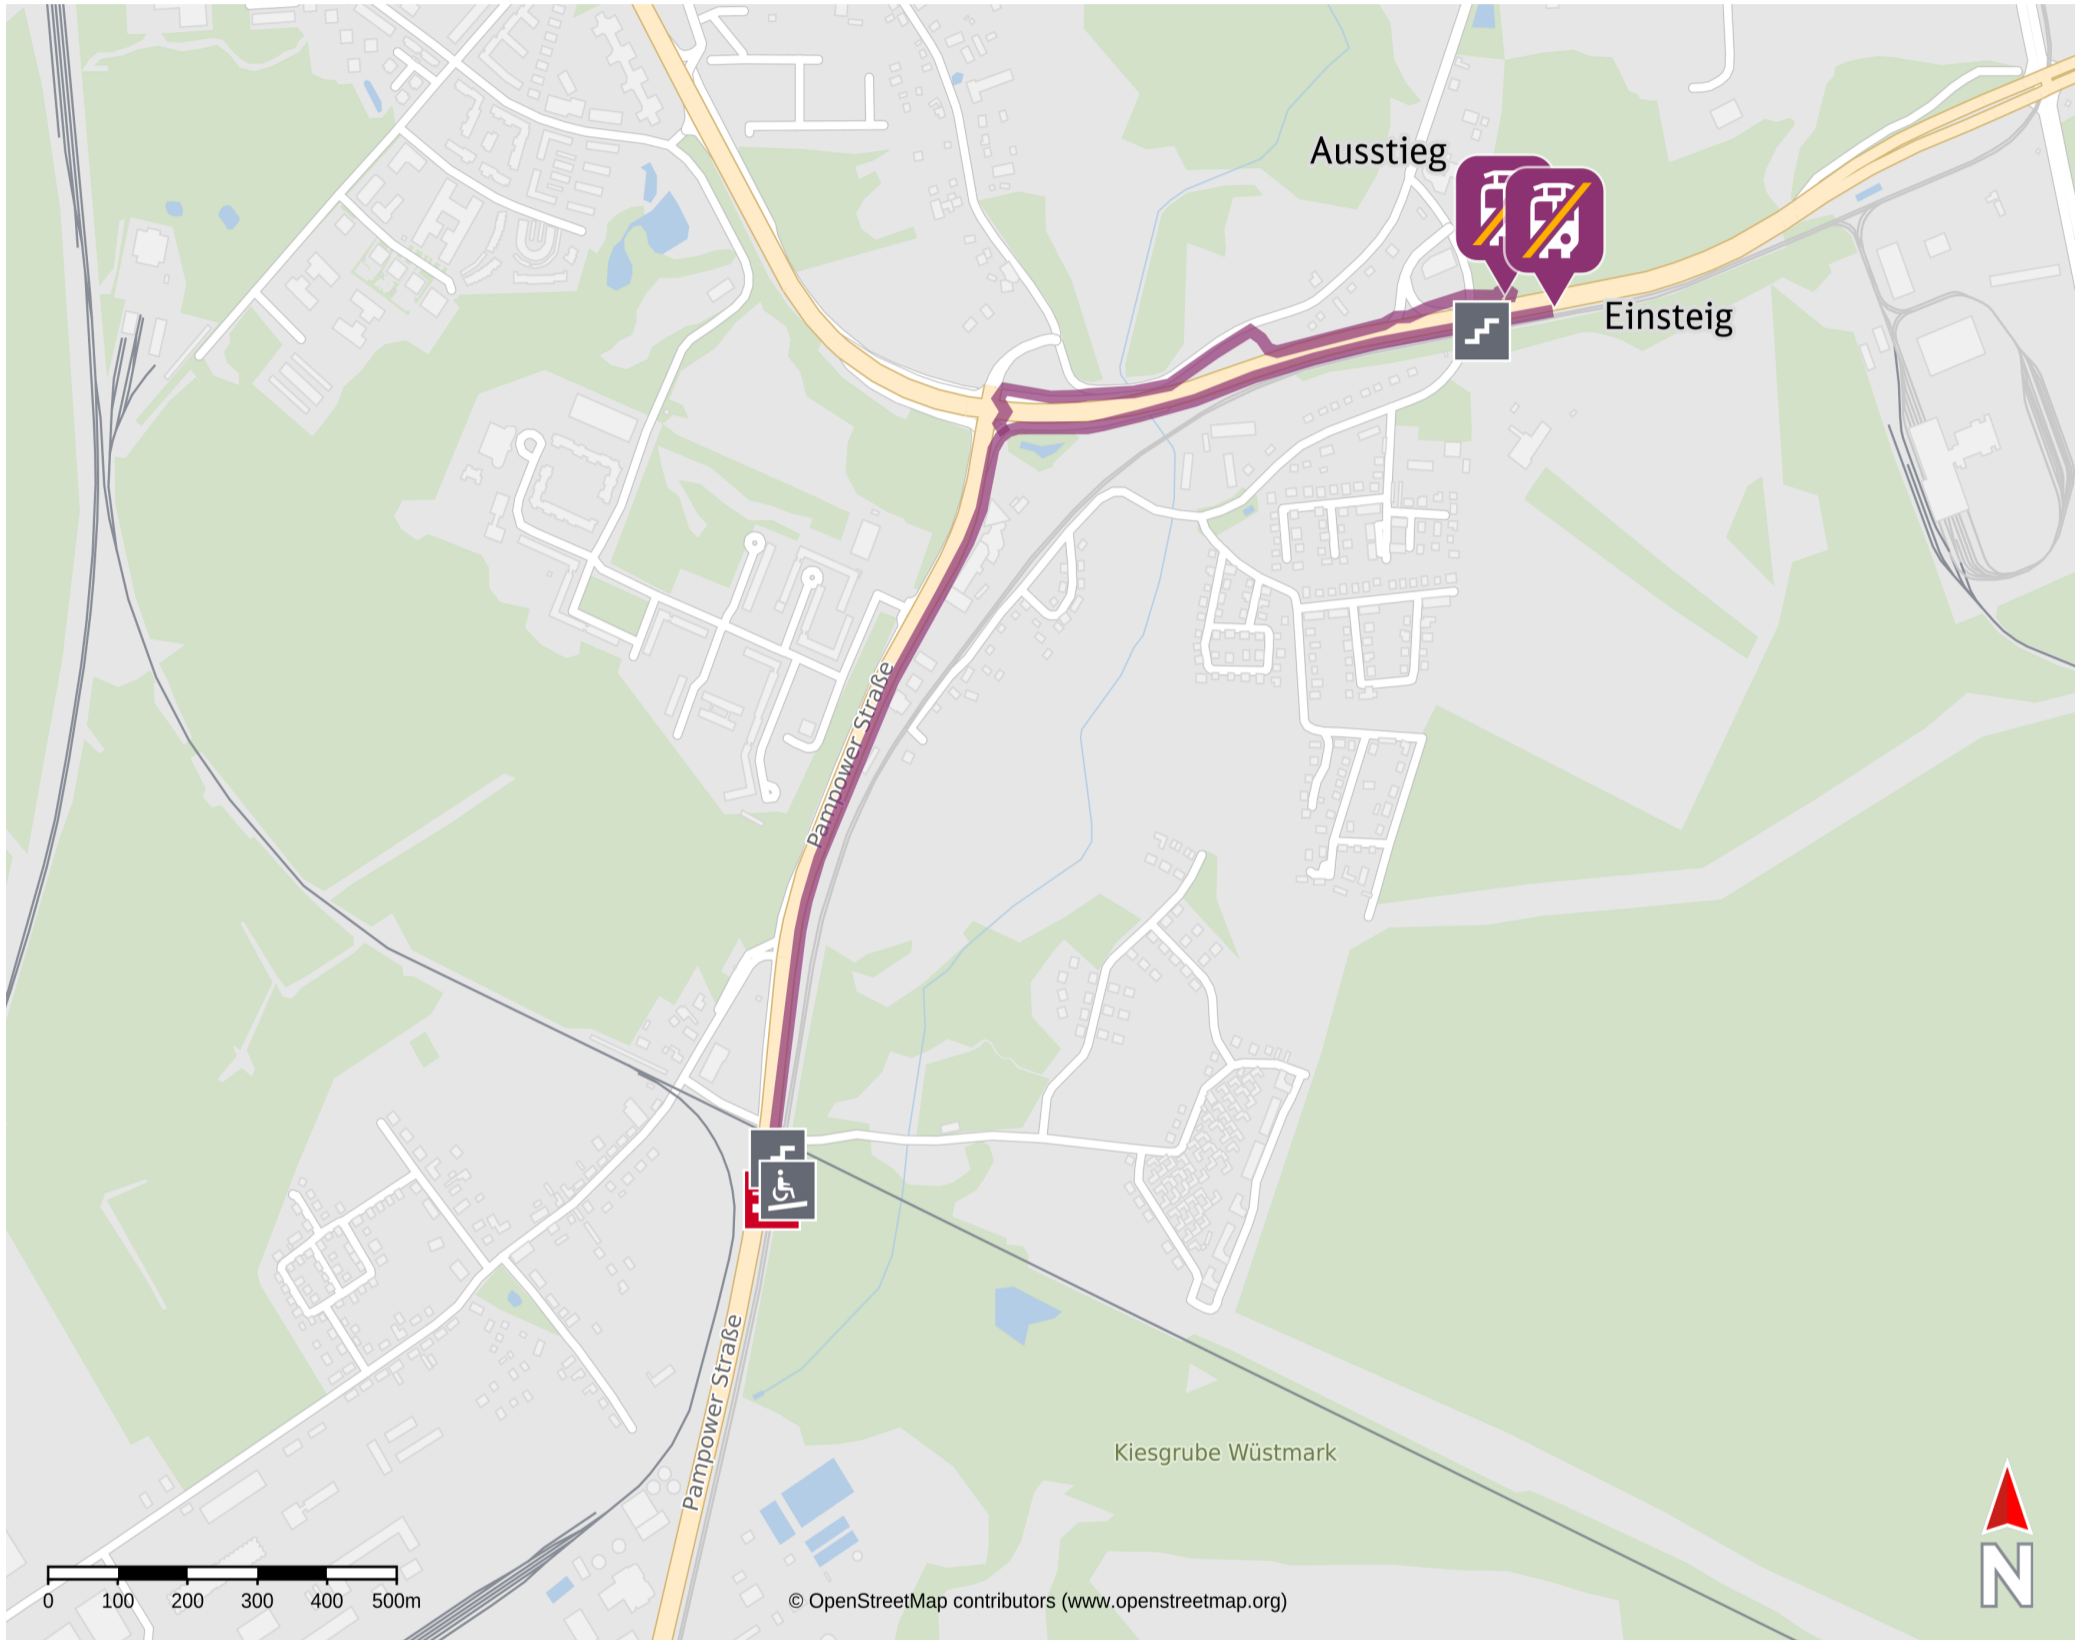 Ausstieg
Einsteig
Pampower Straße
Pampower Straße
Kiesgrube Wüstmark
N
0 100 200 300 400 500m
© OpenStreetMap contributors (www.openstreetmap.org)